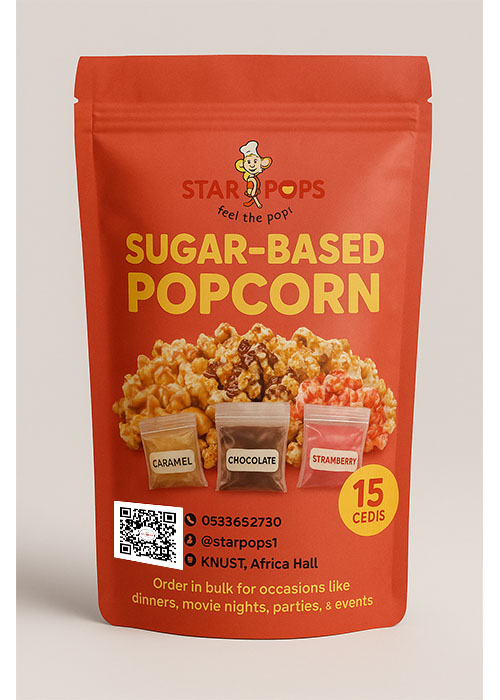 STAR POPS
feel the pop!
SUGAR-BASED
POPCORN
CARAMEL
CHOCOLATE
STRAMBERRY
15
CEDIS
0533652730
@starpops1
KNUST, Africa Hall
Order in bulk for occasions like
dinners, movie nights, parties, & events